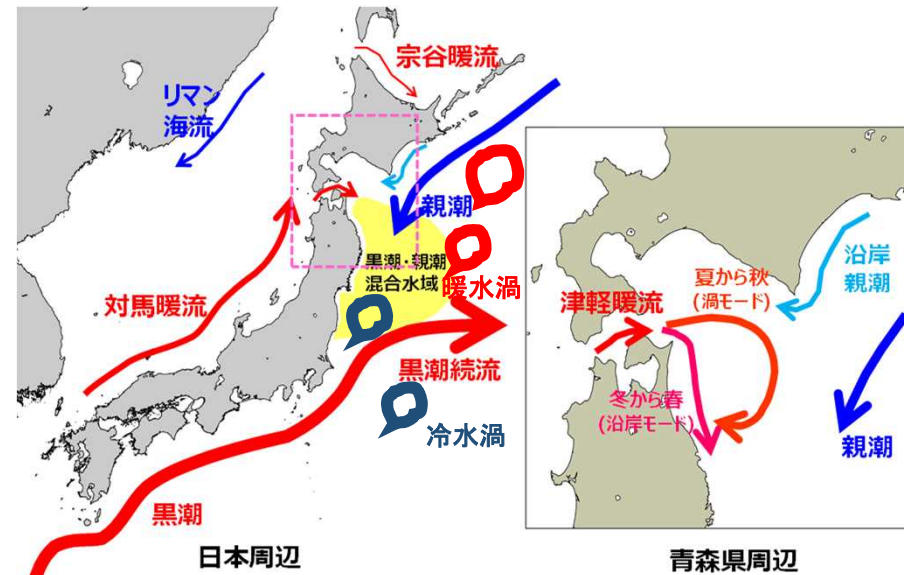 宗谷暖流
リマン
海流
親潮
黒潮・親潮
混合水域
暖水渦
対馬暖流
黒潮続流
冷水渦
黒潮
日本周辺
沿岸
親潮
夏から秋
(渦モード)
津軽暖流
冬から春
(沿岸モード)
親潮
青森県周辺